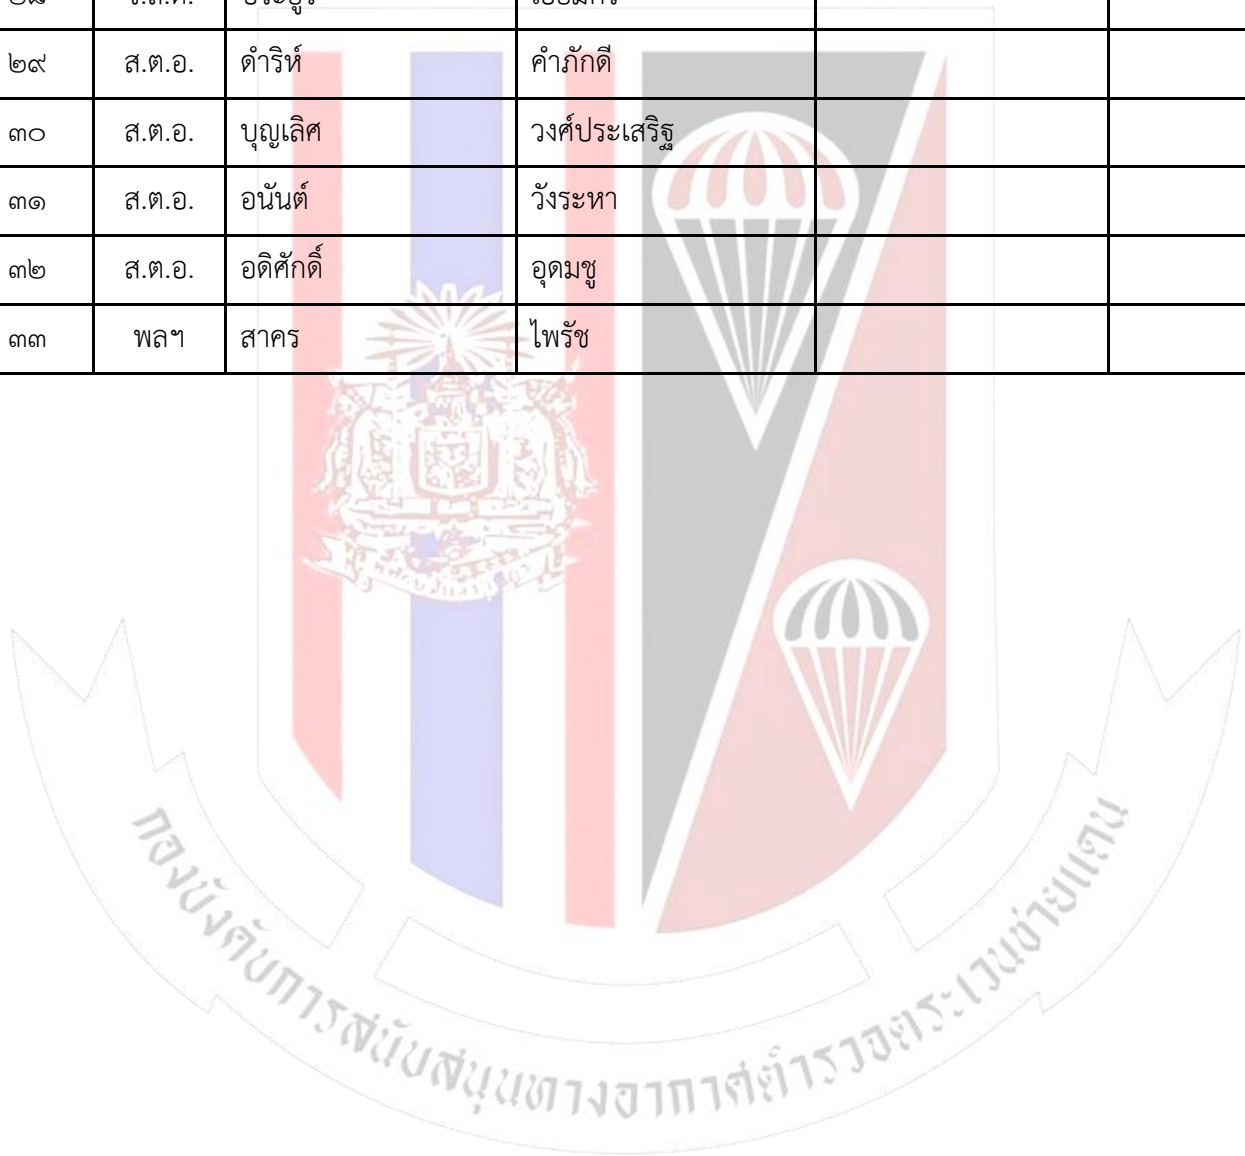 ๒๙ ส.ต.อ. ดำริห์ คำภักดี
๓๐ ส.ต.อ. บุญเลิศ วงศ์ประเสริฐ
๓๑ ส.ต.อ. อนันต์ วังระหา
๓๒ ส.ต.อ. อดิศักดิ์ อุดมชู
๓๓ พลฯ สาคร ไพรัช
กองบังคับการสนับสนุนทางอากาศตำรวจตระเวนชายแดน